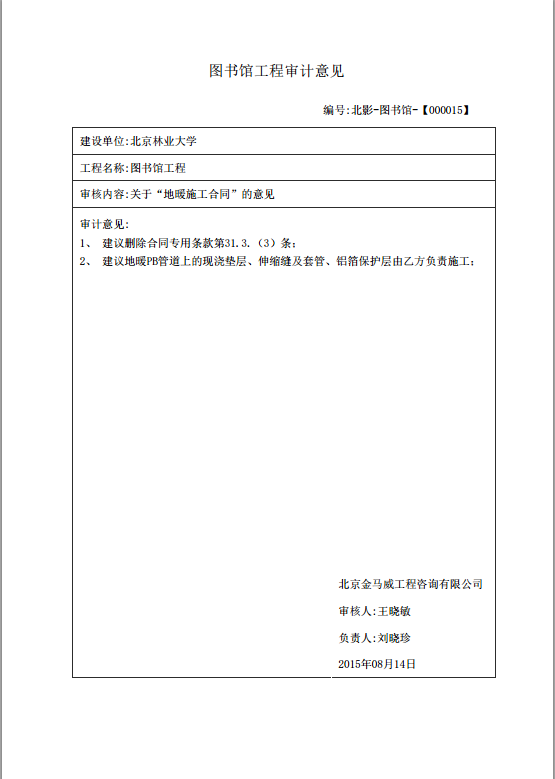 图书馆工程审计意见
编号:北影-图书馆-【000015】
建设单位:北京林业大学
工程名称:图书馆工程
审核内容:关于“地暖施工合同”的意见
审计意见:
1、 建议删除合同专用条款第31.3.（3）条;
2、 建议地暖PB管道上的现浇垫层、伸缩缝及套管、铝箔保护层由乙方负责施工;
北京金马威工程咨询有限公司
审核人:王晓敏
负责人:刘晓珍
2015年08月14日